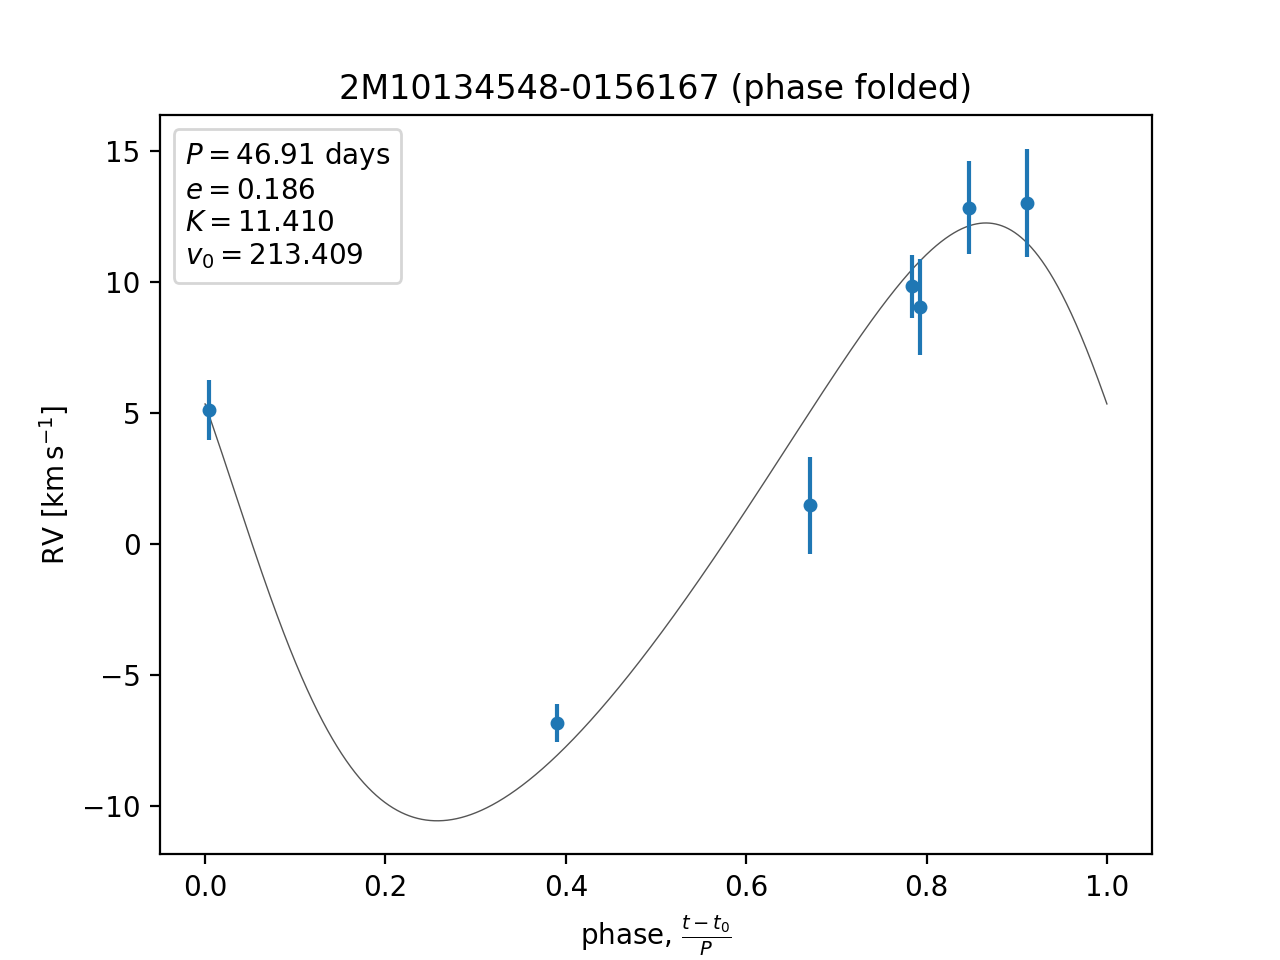 2M10134548-0156167 (phase folded)
P = 46.91 days
e = 0.186
K = 11.410
v₀ = 213.409
15
10
5
0
−5
−10
RV [km s⁻¹]
0.0 0.2 0.4 0.6 0.8 1.0
phase, (t − t₀)/P